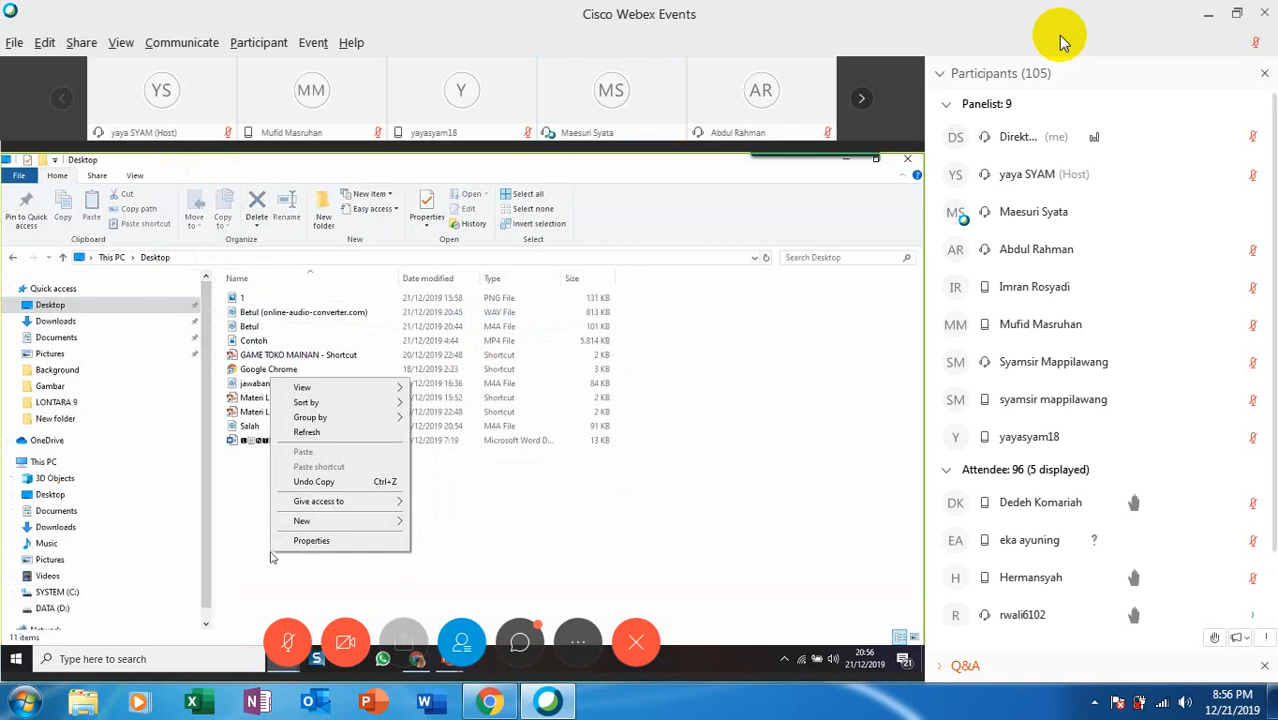 Cisco Webex Events
File Edit Share View Communicate Participant Event Help
YS MM Y MS AR
yaya SYAM (Host) Mufid Masruhan yayasyam18 Maesuri Syata Abdul Rahman
Desktop
File Home Share View
Pin to Quick access
Copy
Paste
Cut
Copy path
Paste shortcut
Clipboard
Move to
Copy to
Delete
Rename
Organize
New Folder
New item
Easy access
New
Properties
Open
Edit
History
Open
Select all
Select none
Invert selection
Select
This PC > Desktop
Search Desktop
Quick access
Desktop
Downloads
Documents
Pictures
Background
Gambar
LONTARA 9
New folder
OneDrive
This PC
3D Objects
Desktop
Documents
Downloads
Music
Pictures
Videos
SYSTEM (C:)
DATA (D:)
Name Date modified Type Size
1 21/12/2019 15:58 PNG File 131 KB
Betul (online-audio-converter.com) 21/12/2019 20:45 WAV File 813 KB
Betul 21/12/2019 20:44 M4A File 101 KB
Contoh 21/12/2019 4:44 MP4 File 5.814 KB
GAME TOKO MAINAN - Shortcut 20/12/2019 22:48 Shortcut 2 KB
Google Chrome 18/12/2019 2:23 Shortcut 3 KB
jawaban /12/2019 16:36 M4A File 84 KB
Materi L /12/2019 15:52 Shortcut 2 KB
Materi L /12/2019 22:48 Shortcut 2 KB
Salah /12/2019 20:54 M4A File 91 KB
/12/2019 7:19 Microsoft Word D... 13 KB
View
Sort by
Group by
Refresh
Paste
Paste shortcut
Undo Copy Ctrl+Z
Give access to
New
Properties
11 items
Type here to search
20:56
21/12/2019
21
Participants (105)
Panelist: 9
DS Direkt... (me)
YS yaya SYAM (Host)
MS Maesuri Syata
AR Abdul Rahman
IR Imran Rosyadi
MM Mufid Masruhan
SM Syamsir Mappilawang
SM syamsir mappilawang
Y yayasyam18
Attendee: 96 (5 displayed)
DK Dedeh Komariah
EA eka ayuning ?
H Hermansyah
R rwali6102
Q&A
8:56 PM
12/21/2019